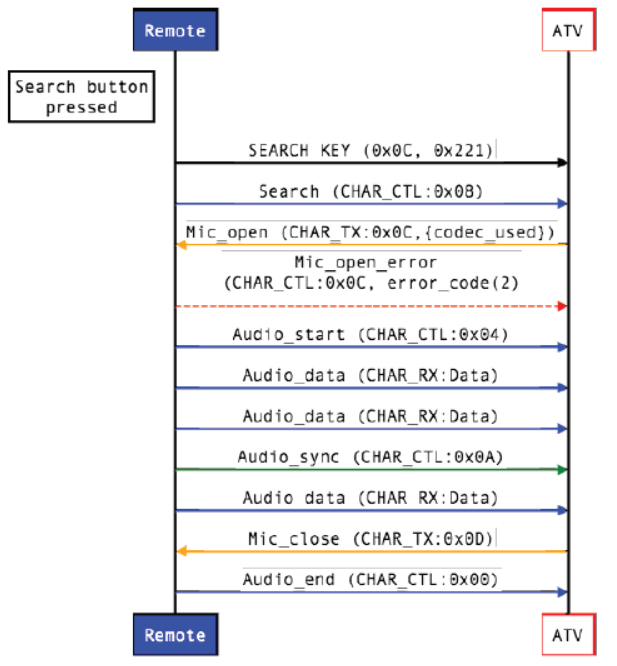 Remote
ATV
Search button
pressed
SEARCH KEY (0x0C, 0x221)
Search (CHAR_CTL:0x0B)
Mic_open (CHAR_TX:0x0C,{codec_used})
Mic_open_error
(CHAR_CTL:0x0C, error_code(2)
Audio_start (CHAR_CTL:0x04)
Audio_data (CHAR_RX:Data)
Audio_data (CHAR_RX:Data)
Audio_sync (CHAR_CTL:0x0A)
Audio data (CHAR RX:Data)
Mic_close (CHAR_TX:0x0D)
Audio_end (CHAR_CTL:0x00)
Remote
ATV